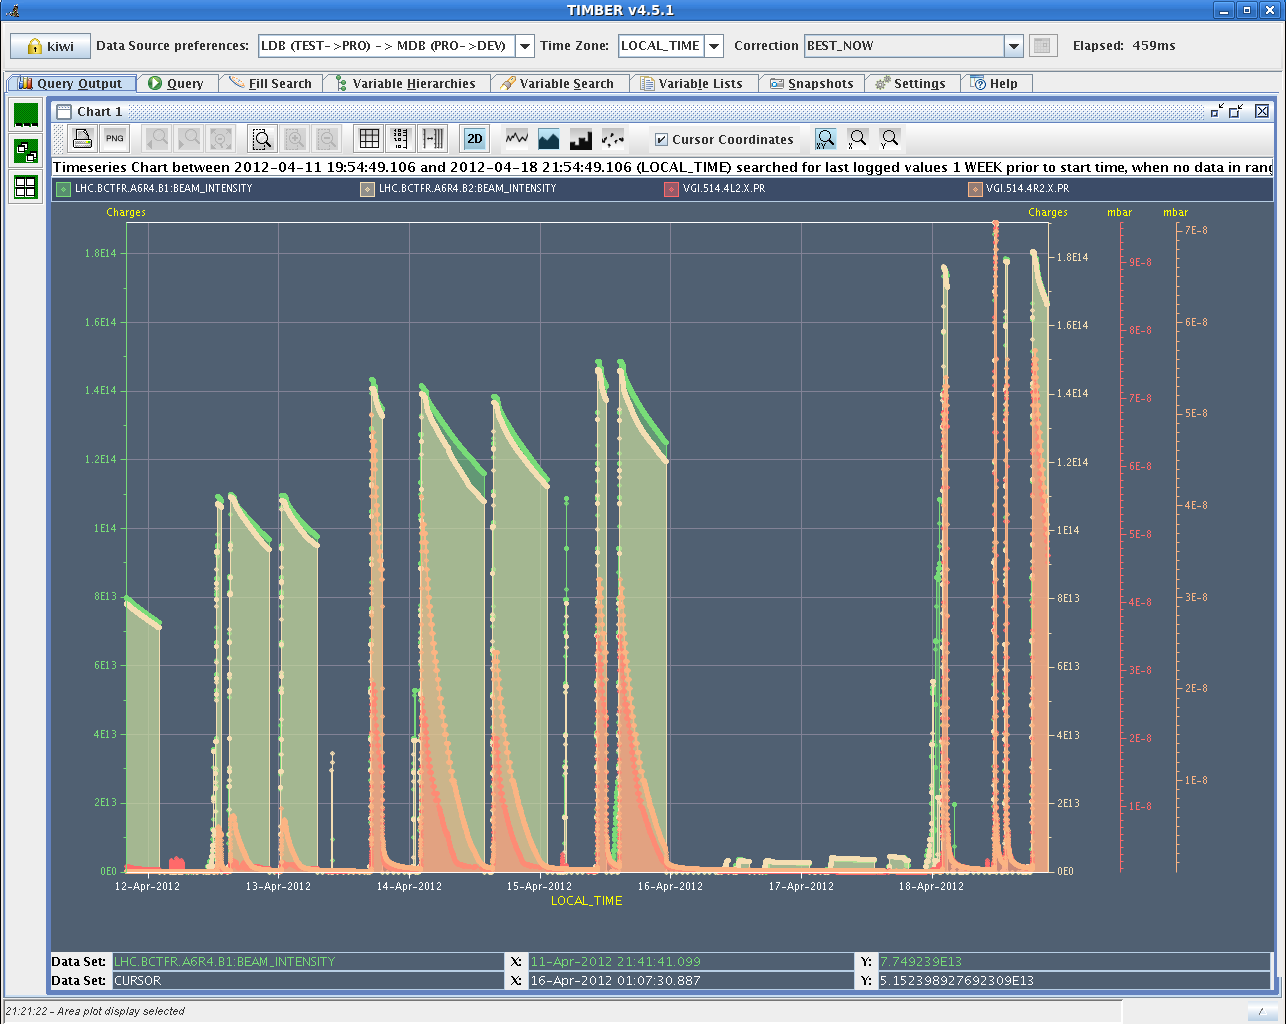 TIMBER v4.5.1
kiwi Data Source preferences: LDB (TEST->PRO) -> MDB (PRO->DEV) Time Zone: LOCAL_TIME Correction BEST_NOW Elapsed: 459ms
Query Output Query Fill Search Variable Hierarchies Variable Search Variable Lists Snapshots Settings Help
Chart 1
PNG 2D Cursor Coordinates X,Y X Y
Timeseries Chart between 2012-04-11 19:54:49.106 and 2012-04-18 21:54:49.106 (LOCAL_TIME) searched for last logged values 1 WEEK prior to start time, when no data in rang
LHC.BCTFR.A6R4.B1:BEAM_INTENSITY LHC.BCTFR.A6R4.B2:BEAM_INTENSITY VGI.514.4L2.X.PR VGI.514.4R2.X.PR
Charges Charges mbar mbar
7E-8
1.8E14 1.8E14 9E-8
1.6E14 1.6E14 8E-8 6E-8
1.4E14 1.4E14 7E-8 5E-8
1.2E14 1.2E14 6E-8
4E-8
1E14 1E14 5E-8
8E13 8E13 4E-8 3E-8
6E13 6E13 3E-8 2E-8
4E13 4E13 2E-8
1E-8
2E13 2E13 1E-8
0E0 0E0
12-Apr-2012 13-Apr-2012 14-Apr-2012 15-Apr-2012 16-Apr-2012 17-Apr-2012 18-Apr-2012
LOCAL_TIME
Data Set: LHC.BCTFR.A6R4.B1:BEAM_INTENSITY X: 11-Apr-2012 21:41:41.099 Y: 7.749239E13
Data Set: CURSOR X: 16-Apr-2012 01:07:30.887 Y: 5.152398927692309E13
21:21:22 - Area plot display selected